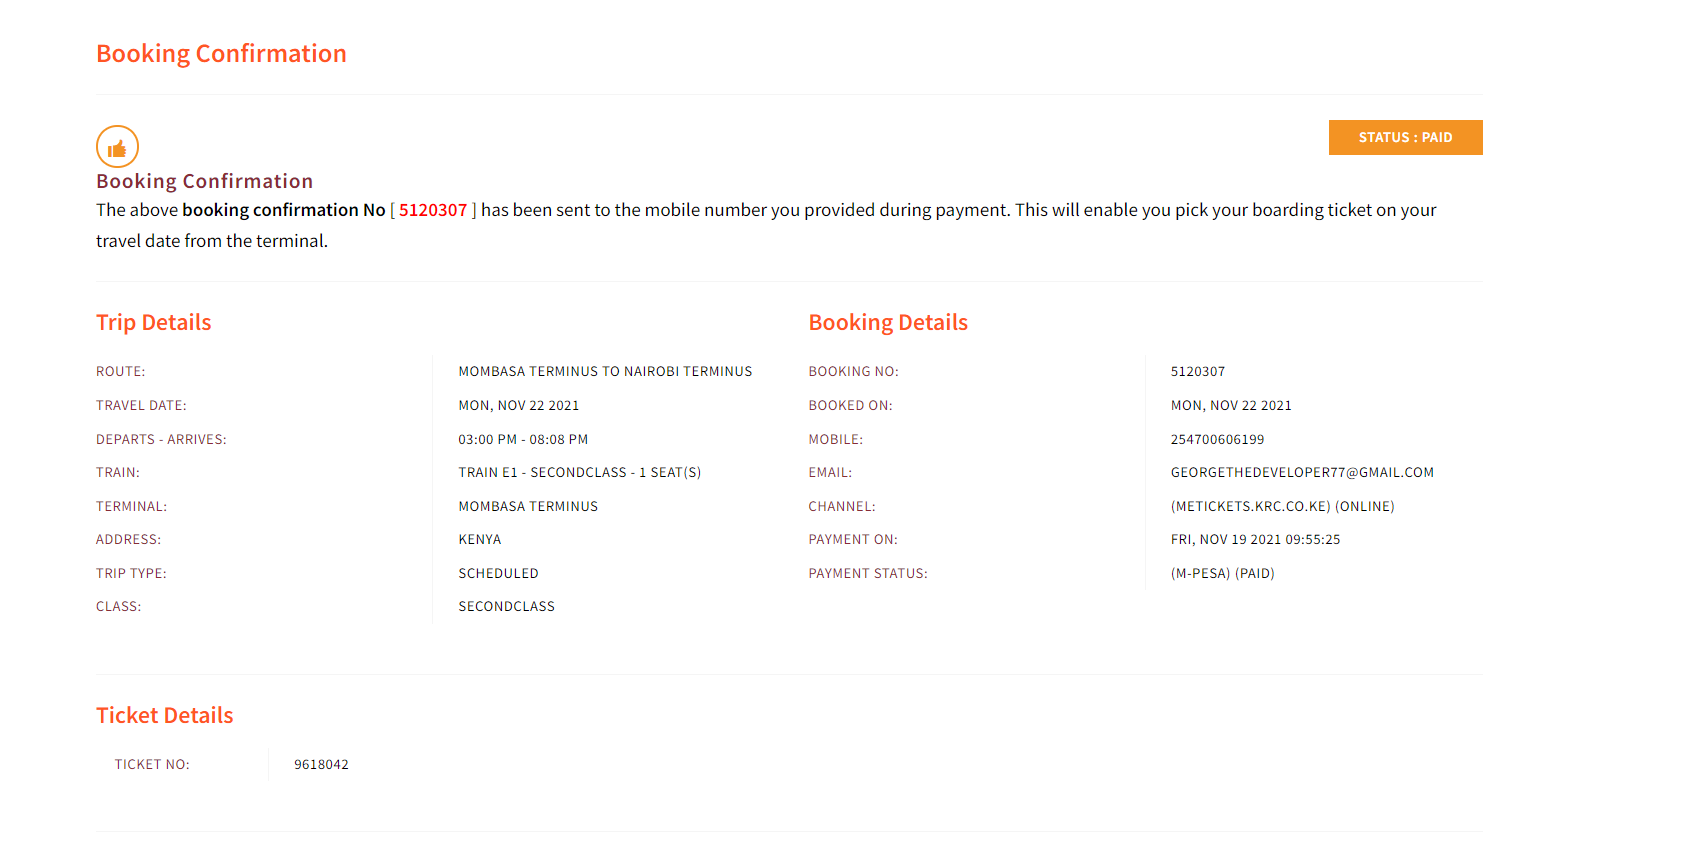 Booking Confirmation
STATUS : PAID
Booking Confirmation
The above booking confirmation No [ 5120307 ] has been sent to the mobile number you provided during payment. This will enable you pick your boarding ticket on your
travel date from the terminal.
Trip Details
ROUTE: MOMBASA TERMINUS TO NAIROBI TERMINUS
TRAVEL DATE: MON, NOV 22 2021
DEPARTS - ARRIVES: 03:00 PM - 08:08 PM
TRAIN: TRAIN E1 - SECONDCLASS - 1 SEAT(S)
TERMINAL: MOMBASA TERMINUS
ADDRESS: KENYA
TRIP TYPE: SCHEDULED
CLASS: SECONDCLASS
Booking Details
BOOKING NO: 5120307
BOOKED ON: MON, NOV 22 2021
MOBILE: 254700606199
EMAIL: GEORGETHEDEVELOPER77@GMAIL.COM
CHANNEL: (METICKETS.KRC.CO.KE) (ONLINE)
PAYMENT ON: FRI, NOV 19 2021 09:55:25
PAYMENT STATUS: (M-PESA) (PAID)
Ticket Details
TICKET NO: 9618042